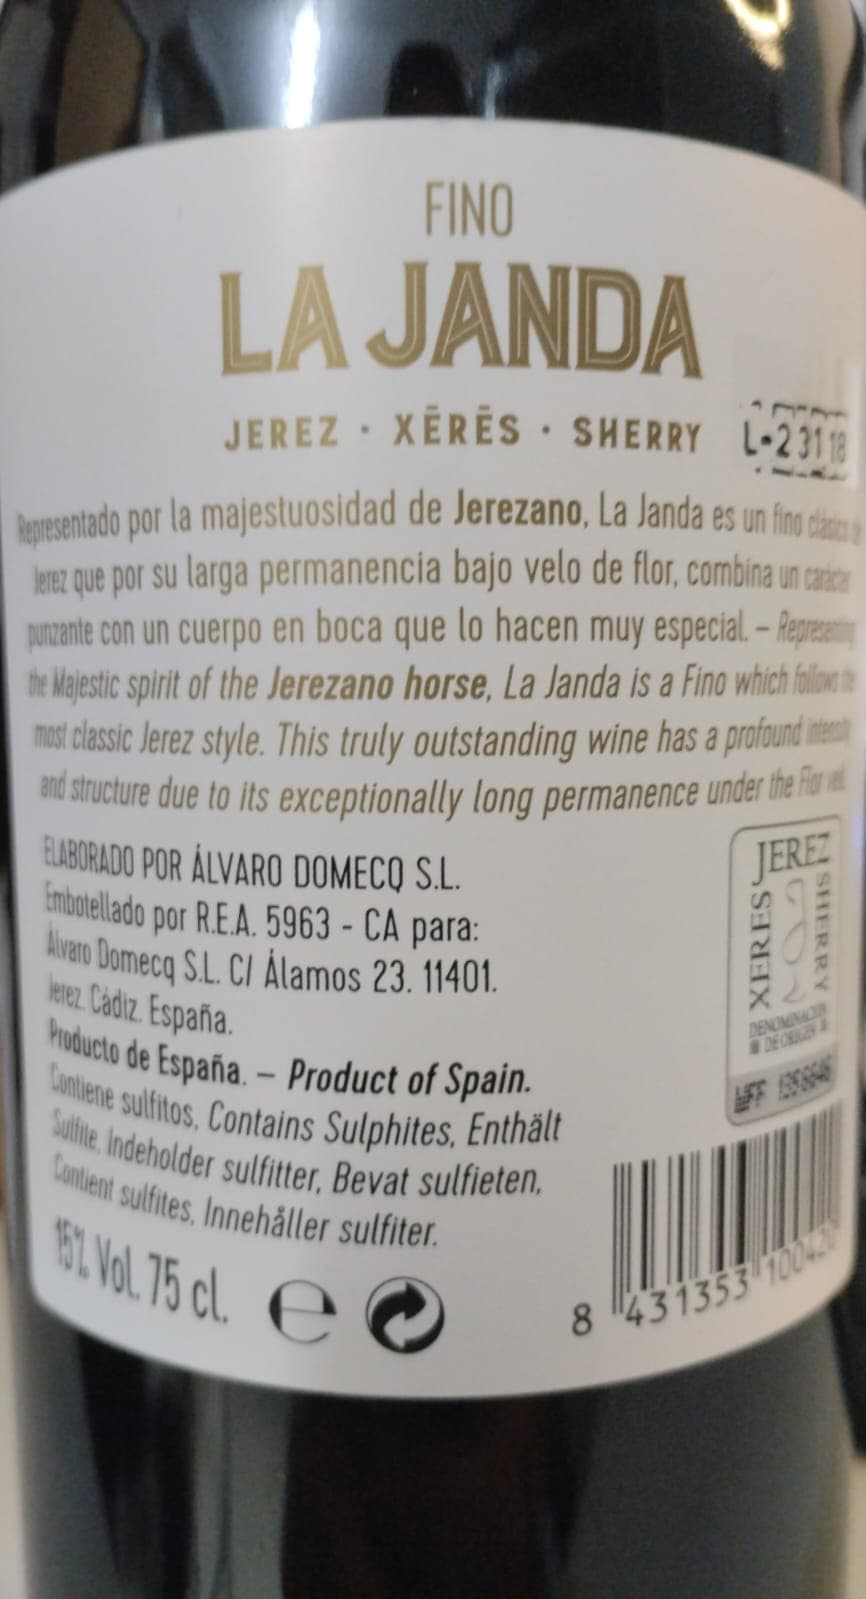 FINO
LA JANDA
JEREZ · XĒRĒS · SHERRY
L-23118
Representado por la majestuosidad de Jerezano, La Janda es un fino clásico
Jerez que por su larga permanencia bajo velo de flor, combina un carácter
punzante con un cuerpo en boca que lo hacen muy especial. – Representing
the Majestic spirit of the Jerezano horse, La Janda is a Fino which follows the
most classic Jerez style. This truly outstanding wine has a profound intensity
and structure due to its exceptionally long permanence under the Flor veil.
ELABORADO POR ÁLVARO DOMECQ S.L.
Embotellado por R.E.A. 5963 - CA para:
Álvaro Domecq S.L. C/ Álamos 23. 11401.
Jerez. Cádiz. España.
Producto de España. – Product of Spain.
Contiene sulfitos, Contains Sulphites, Enthält
Sulfite, Indeholder sulfitter, Bevat sulfieten,
Contient sulfites, Innehåller sulfiter.
15% Vol. 75 cl. e
JEREZ
XERES
SHERRY
DENOMINACIÓN
DE ORIGEN
8 431353 100420